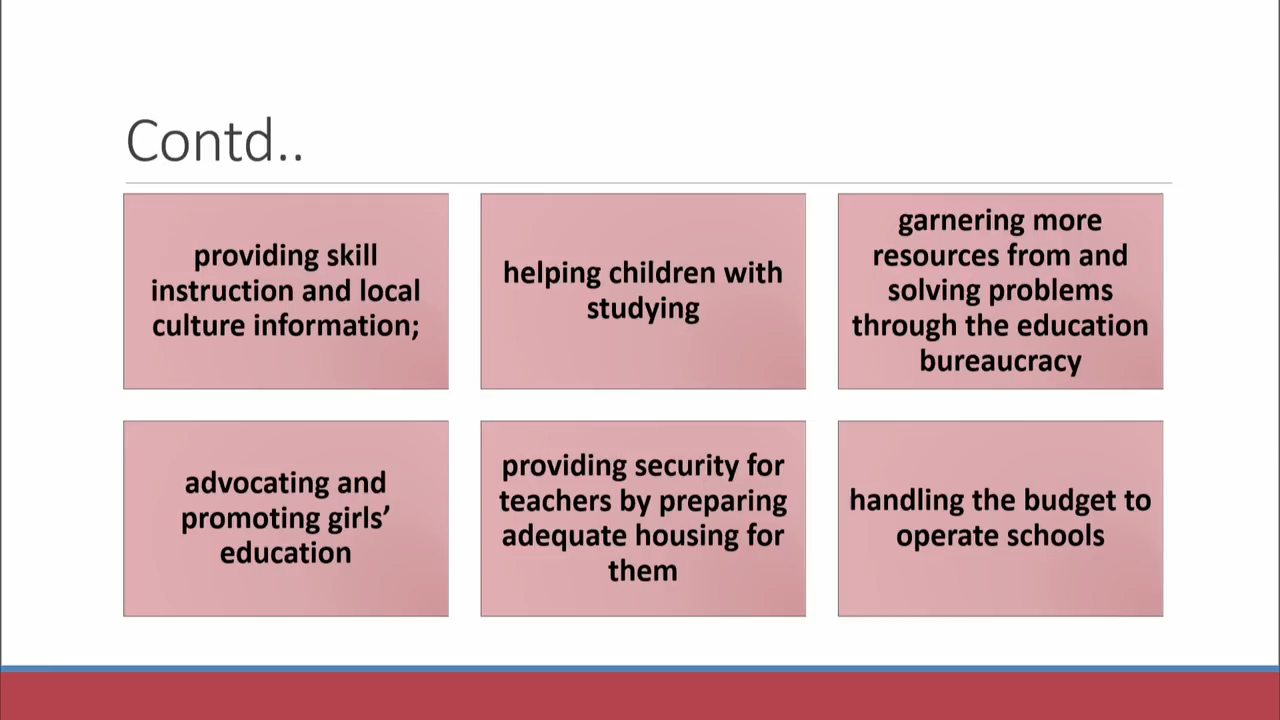 Contd..
providing skill
instruction and local
culture information;
helping children with
studying
garnering more
resources from and
solving problems
through the education
bureaucracy
advocating and
promoting girls’
education
providing security for
teachers by preparing
adequate housing for
them
handling the budget to
operate schools